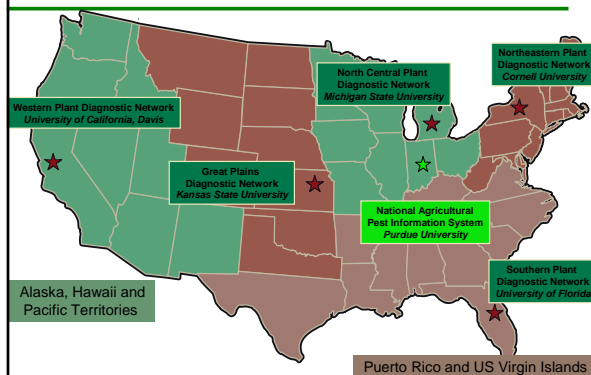 Northeastern Plant
Diagnostic Network
Cornell University
North Central Plant
Diagnostic Network
Michigan State University
Western Plant Diagnostic Network
University of California, Davis
Great Plains
Diagnostic Network
Kansas State University
National Agricultural
Pest Information System
Purdue University
Southern Plant
Diagnostic Network
University of Florida
Alaska, Hawaii and
Pacific Territories
Puerto Rico and US Virgin Islands